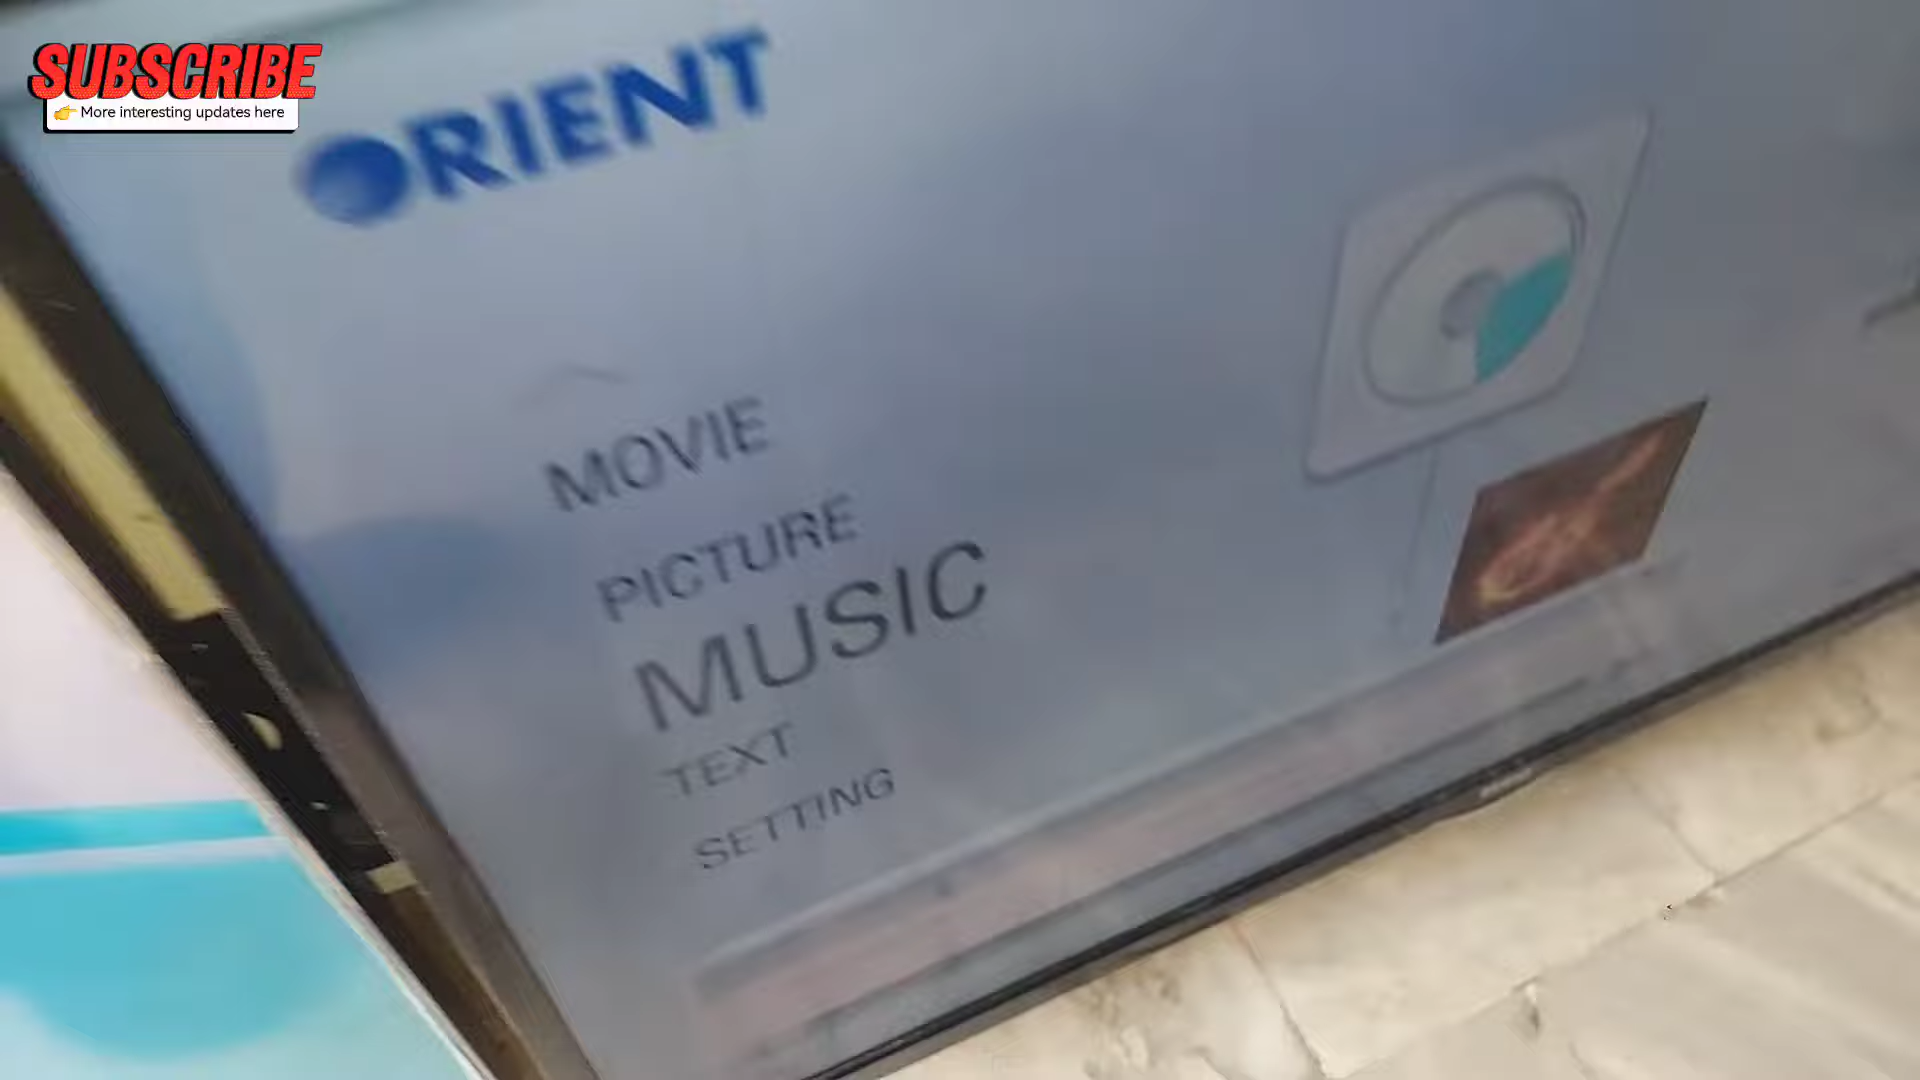 SUBSCRIBE
👉 More interesting updates here
ORIENT
MOVIE
PICTURE
MUSIC
TEXT
SETTING